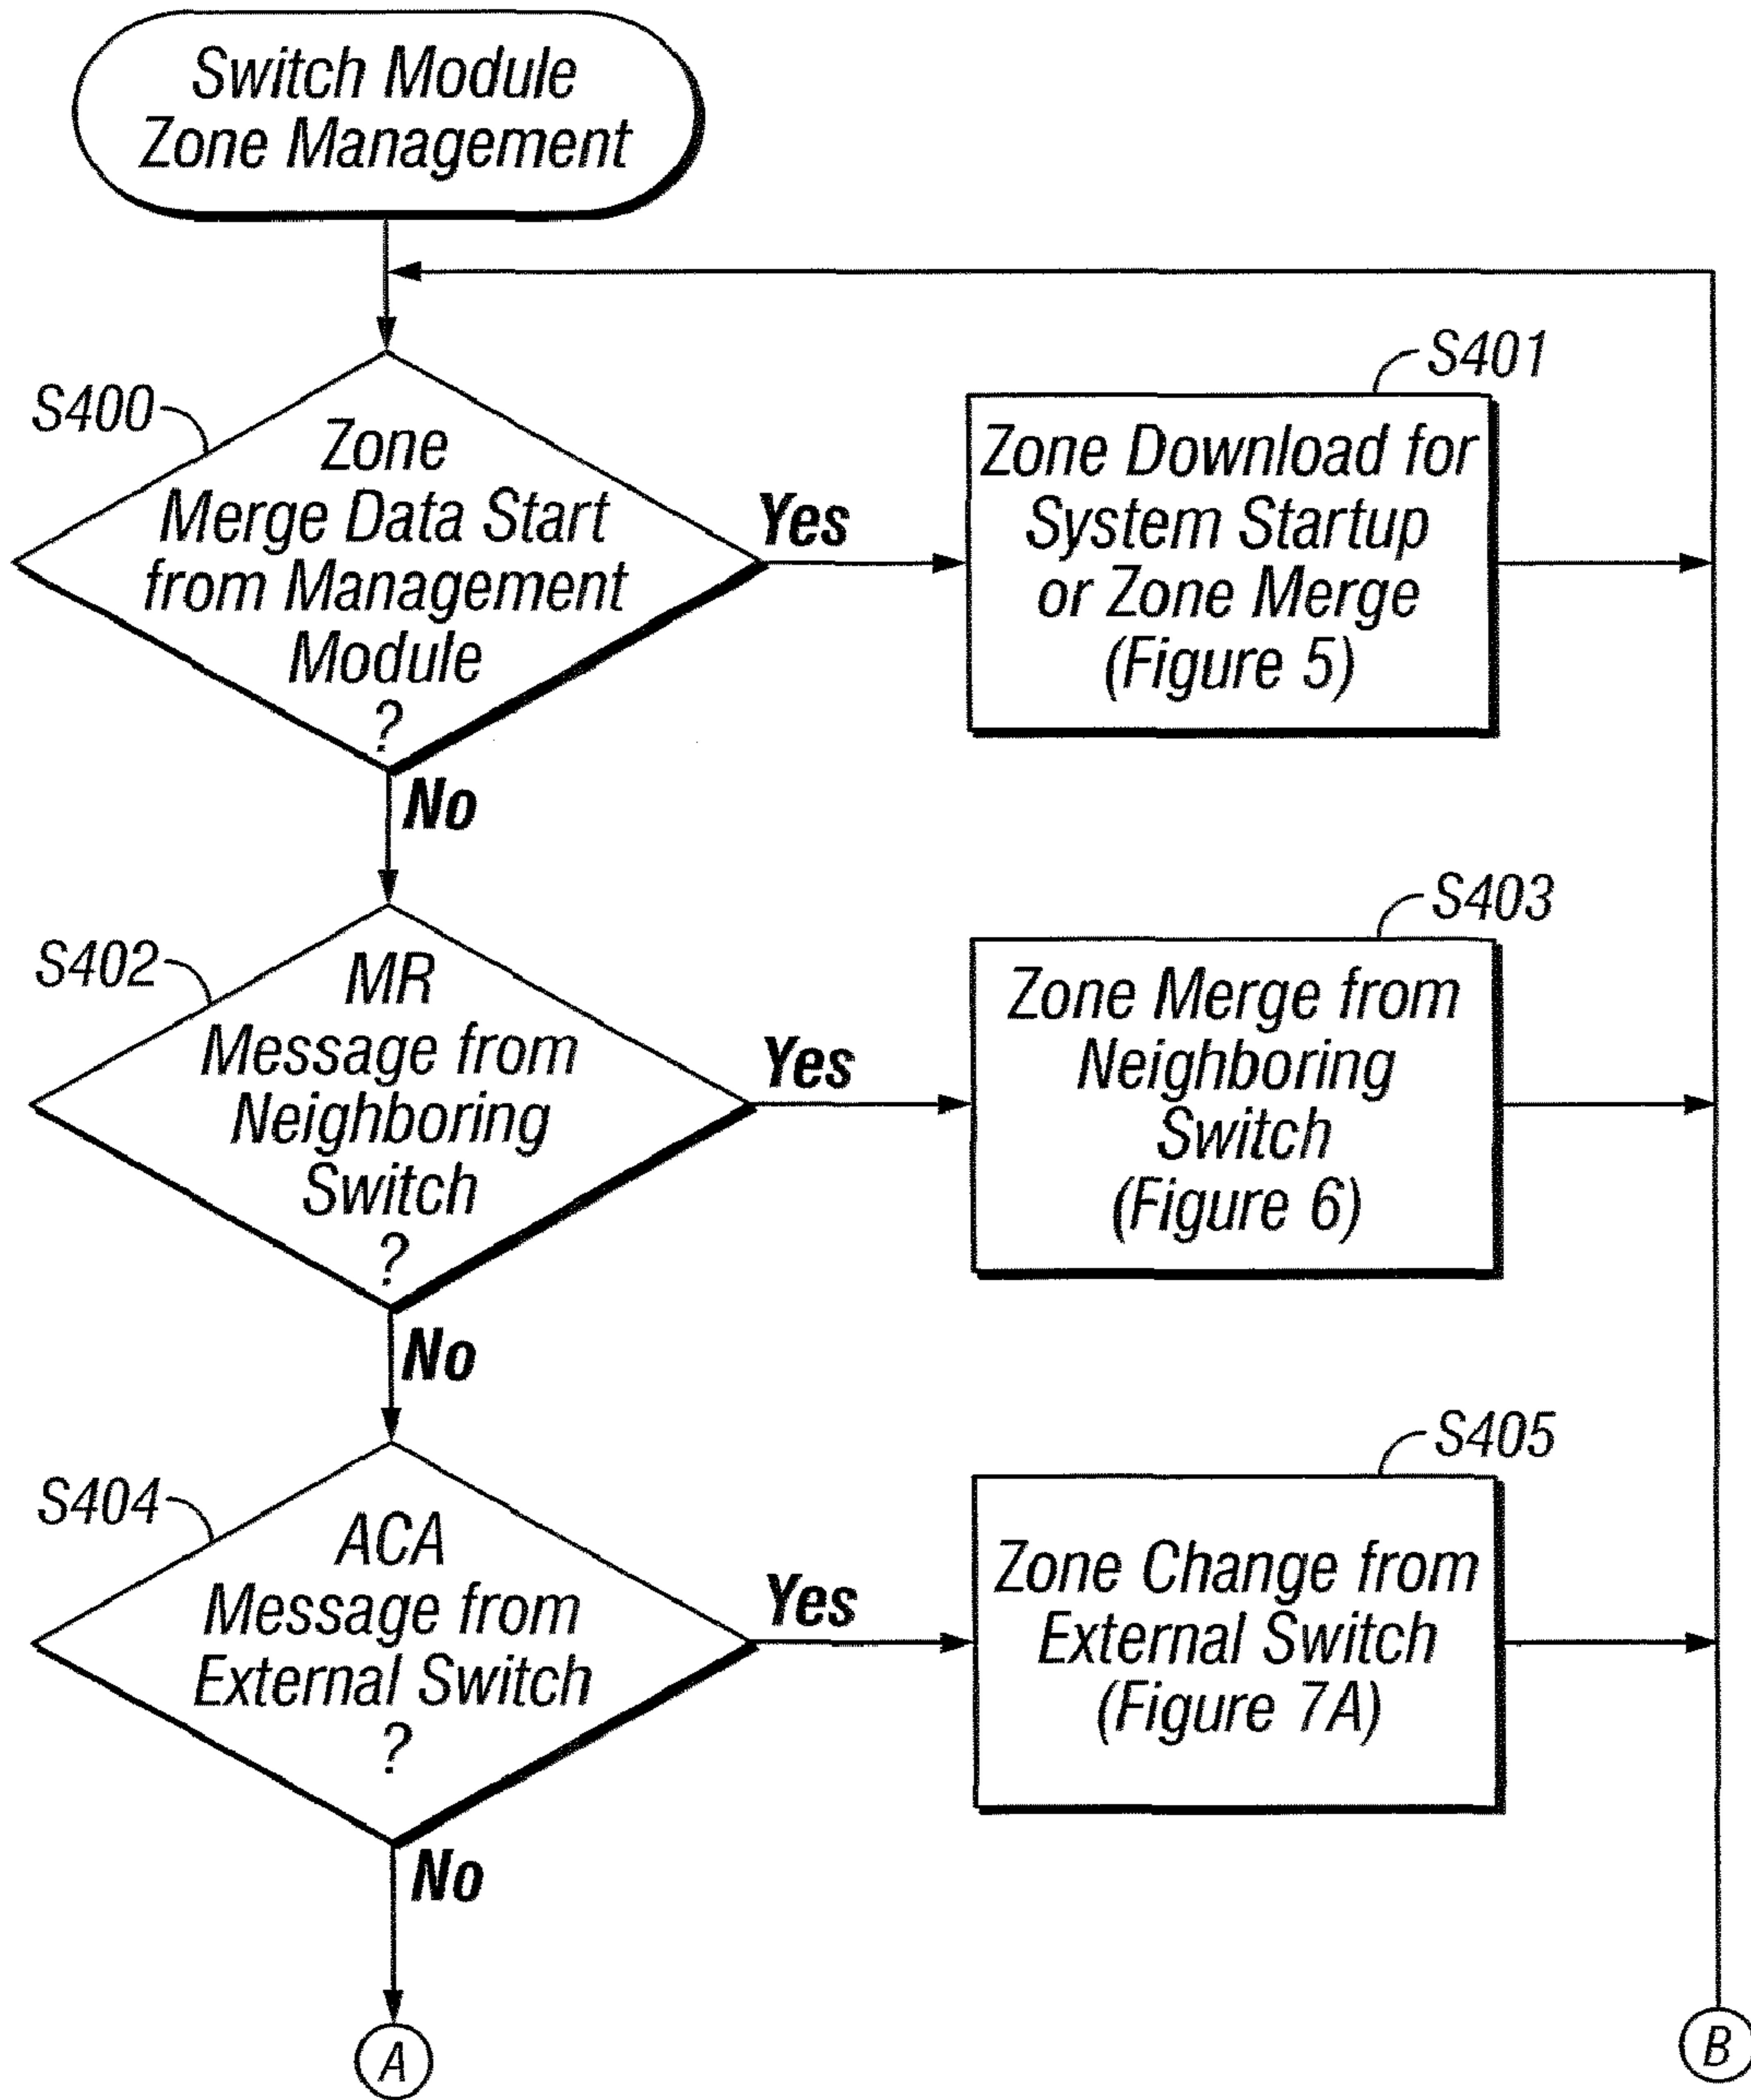 Switch Module
Zone Management
S400
Zone
Merge Data Start
from Management
Module
?
Yes
No
S401
Zone Download for
System Startup
or Zone Merge
(Figure 5)
S402
MR
Message from
Neighboring
Switch
?
Yes
No
S403
Zone Merge from
Neighboring
Switch
(Figure 6)
S404
ACA
Message from
External Switch
?
Yes
No
S405
Zone Change from
External Switch
(Figure 7A)
A
B